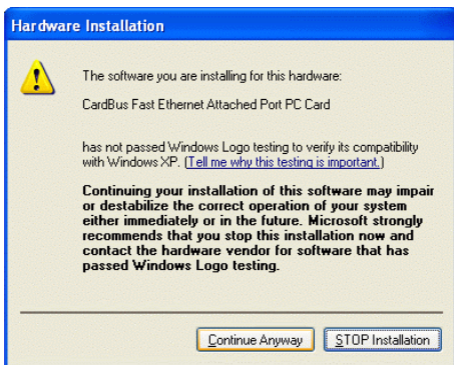 Hardware Installation
The software you are installing for this hardware:
CardBus Fast Ethernet Attached Port PC Card
has not passed Windows Logo testing to verify its compatibility
with Windows XP. (Tell me why this testing is important.)
Continuing your installation of this software may impair
or destabilize the correct operation of your system
either immediately or in the future. Microsoft strongly
recommends that you stop this installation now and
contact the hardware vendor for software that has
passed Windows Logo testing.
Continue Anyway STOP Installation